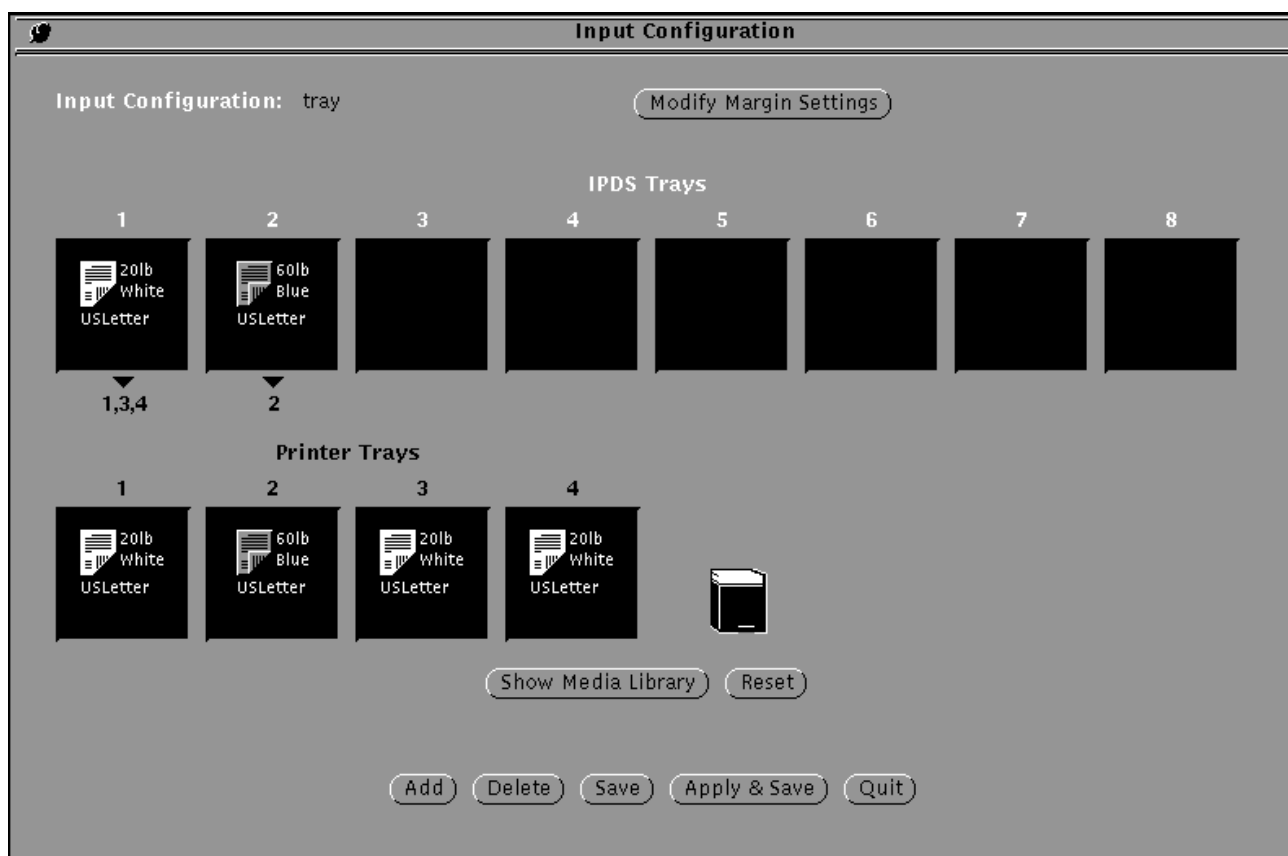 Input Configuration
Input Configuration: tray Modify Margin Settings
IPDS Trays
1 2 3 4 5 6 7 8
20lb 60lb
White Blue
USLetter USLetter
1,3,4 2
Printer Trays
1 2 3 4
20lb 60lb 20lb 20lb
White Blue White White
USLetter USLetter USLetter USLetter
Show Media Library Reset
Add Delete Save Apply & Save Quit